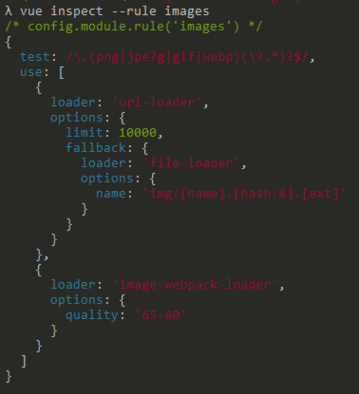 λ vue inspect --rule images
/* config.module.rule('images') */
{
  test: /\.(png|jpe?g|gif|webp)(\?.*)?$/,
  use: [
    {
      loader: 'url-loader',
      options: {
        limit: 10000,
        fallback: {
          loader: 'file-loader',
          options: {
            name: 'img/[name].[hash:8].[ext]'
          }
        }
      }
    },
    {
      loader: 'image-webpack-loader',
      options: {
        quality: '65-80'
      }
    }
  ]
}